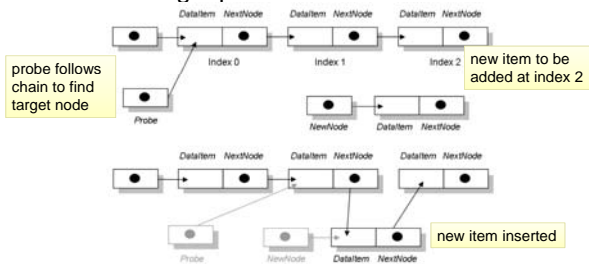 DataItem NextNode DataItem NextNode DataItem NextNode
probe follows
chain to find
target node
Index 0 Index 1 Index 2
new item to be
added at index 2
Probe
NewNode DataItem NextNode
DataItem NextNode DataItem NextNode DataItem NextNode
new item inserted
Probe NewNode DataItem NextNode